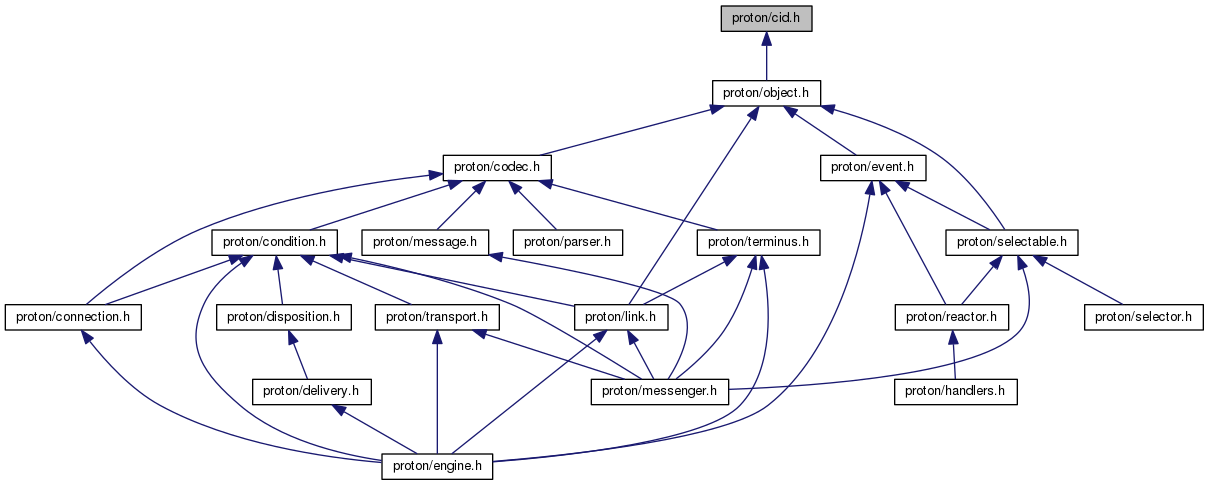 proton/cid.h
proton/object.h
proton/codec.h
proton/event.h
proton/condition.h
proton/message.h
proton/parser.h
proton/terminus.h
proton/selectable.h
proton/connection.h
proton/disposition.h
proton/transport.h
proton/link.h
proton/reactor.h
proton/selector.h
proton/delivery.h
proton/messenger.h
proton/handlers.h
proton/engine.h